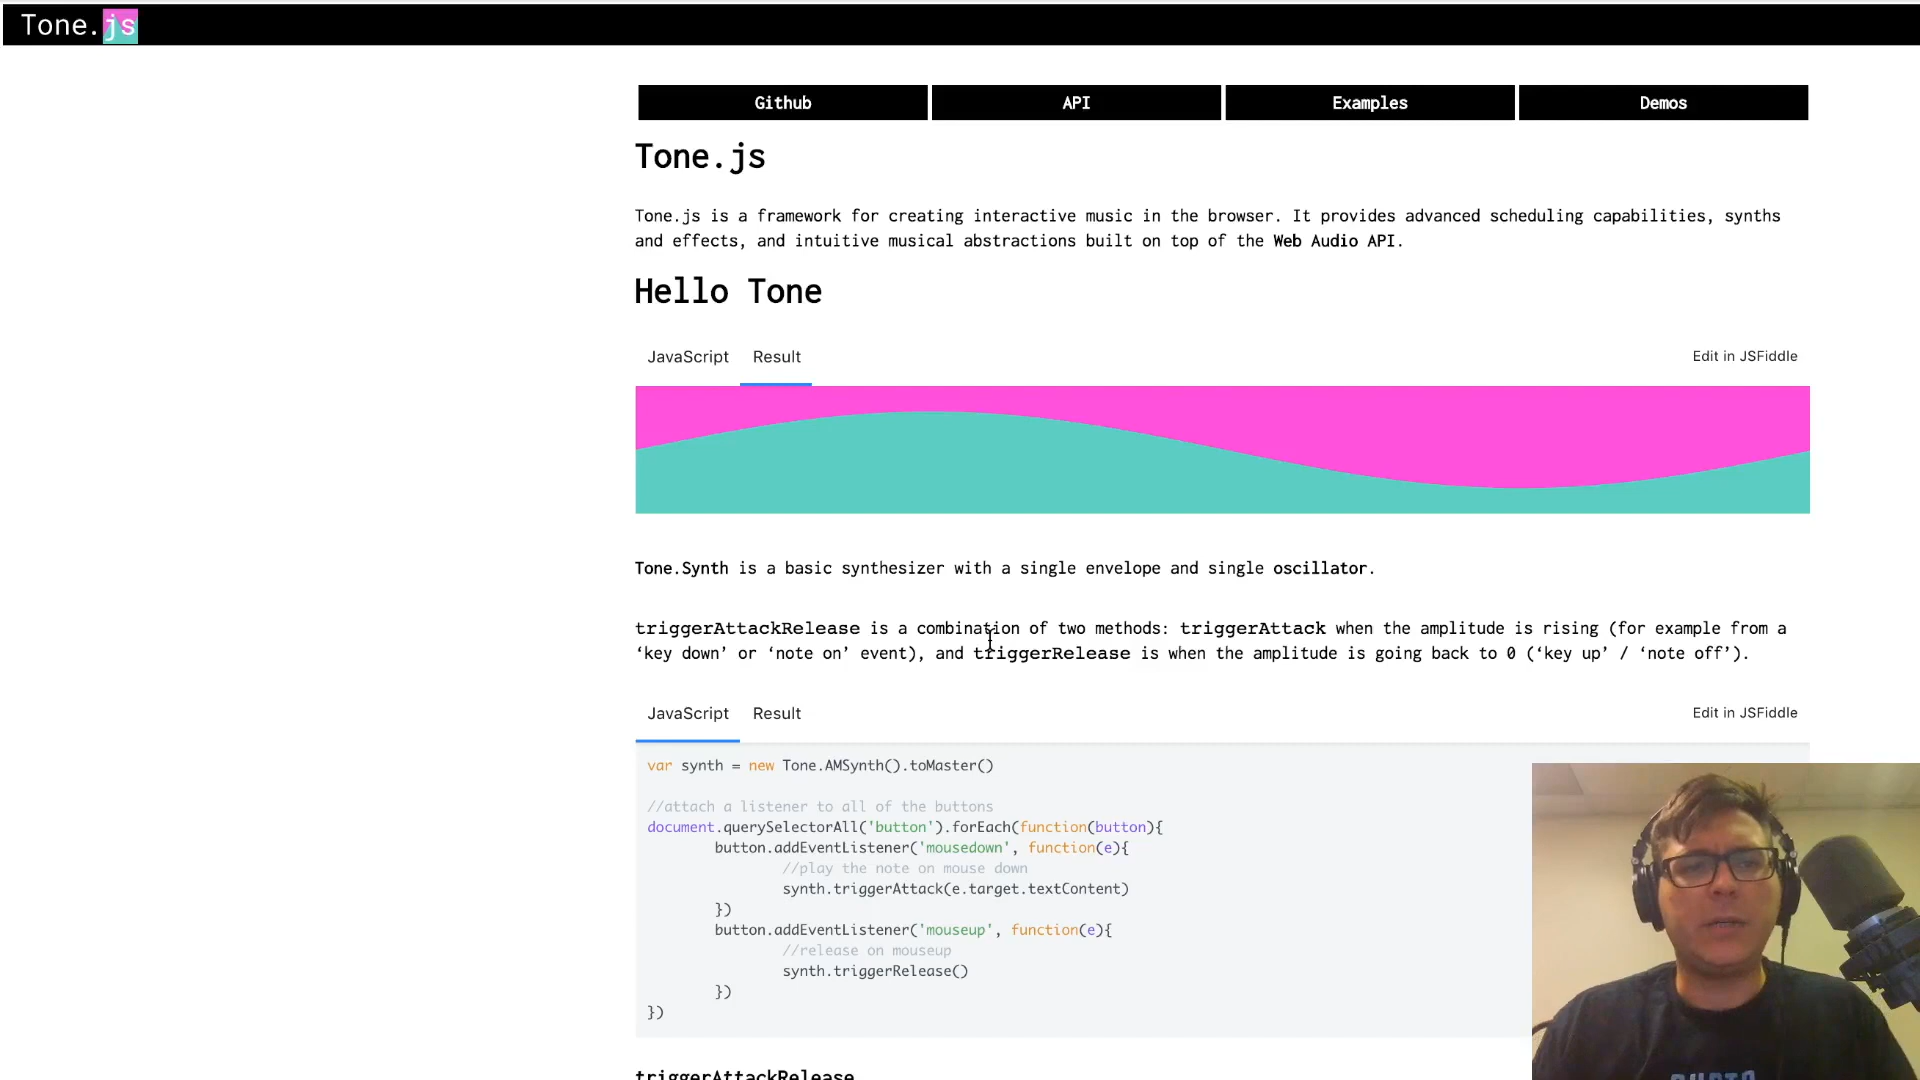 Tone.js
Github
API
Examples
Demos
Tone.js
Tone.js is a framework for creating interactive music in the browser. It provides advanced scheduling capabilities, synths
and effects, and intuitive musical abstractions built on top of the Web Audio API.
Hello Tone
JavaScript Result Edit in JSFiddle
Tone.Synth is a basic synthesizer with a single envelope and single oscillator.
triggerAttackRelease is a combination of two methods: triggerAttack when the amplitude is rising (for example from a
‘key down’ or ‘note on’ event), and triggerRelease is when the amplitude is going back to 0 (‘key up’ / ‘note off’).
JavaScript Result Edit in JSFiddle
var synth = new Tone.AMSynth().toMaster()
//attach a listener to all of the buttons
document.querySelectorAll('button').forEach(function(button){
button.addEventListener('mousedown', function(e){
//play the note on mouse down
synth.triggerAttack(e.target.textContent)
})
button.addEventListener('mouseup', function(e){
//release on mouseup
synth.triggerRelease()
})
})
triggerAttackRelease